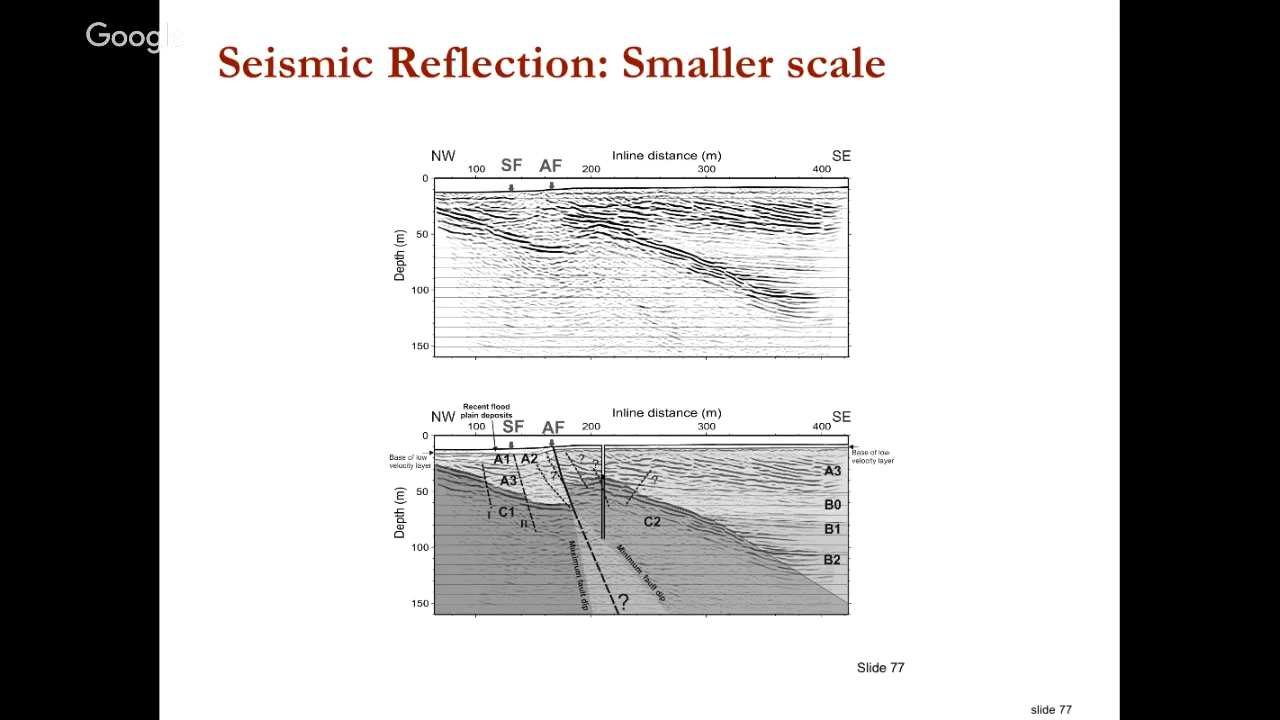 Google
Seismic Reflection: Smaller scale
NW SF AF Inline distance (m) SE
100 200 300 400
0
50
100
150
Depth (m)
Recent flood
plain deposits
NW SF AF Inline distance (m) SE
100 200 300 400
0
50
100
150
Depth (m)
Base of low
velocity layer
Base of low
velocity layer
A1 A2
A3
C1
I
II
? ? ? ?
C2
A3
B0
B1
B2
Maximum fault dip
Minimum fault dip
?
Slide 77
slide 77